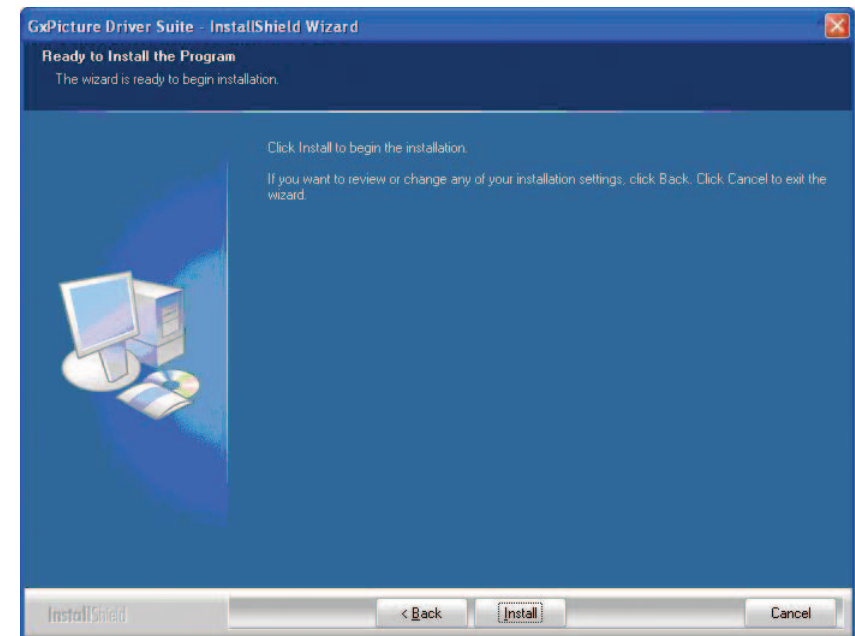 GxPicture Driver Suite - InstallShield Wizard
Ready to Install the Program
The wizard is ready to begin installation.
Click Install to begin the installation.
If you want to review or change any of your installation settings, click Back. Click Cancel to exit the
wizard.
InstallShield
< Back
Install
Cancel